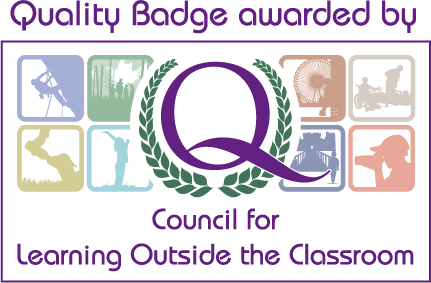 Quality Badge awarded by
Q
Council for
Learning Outside the Classroom